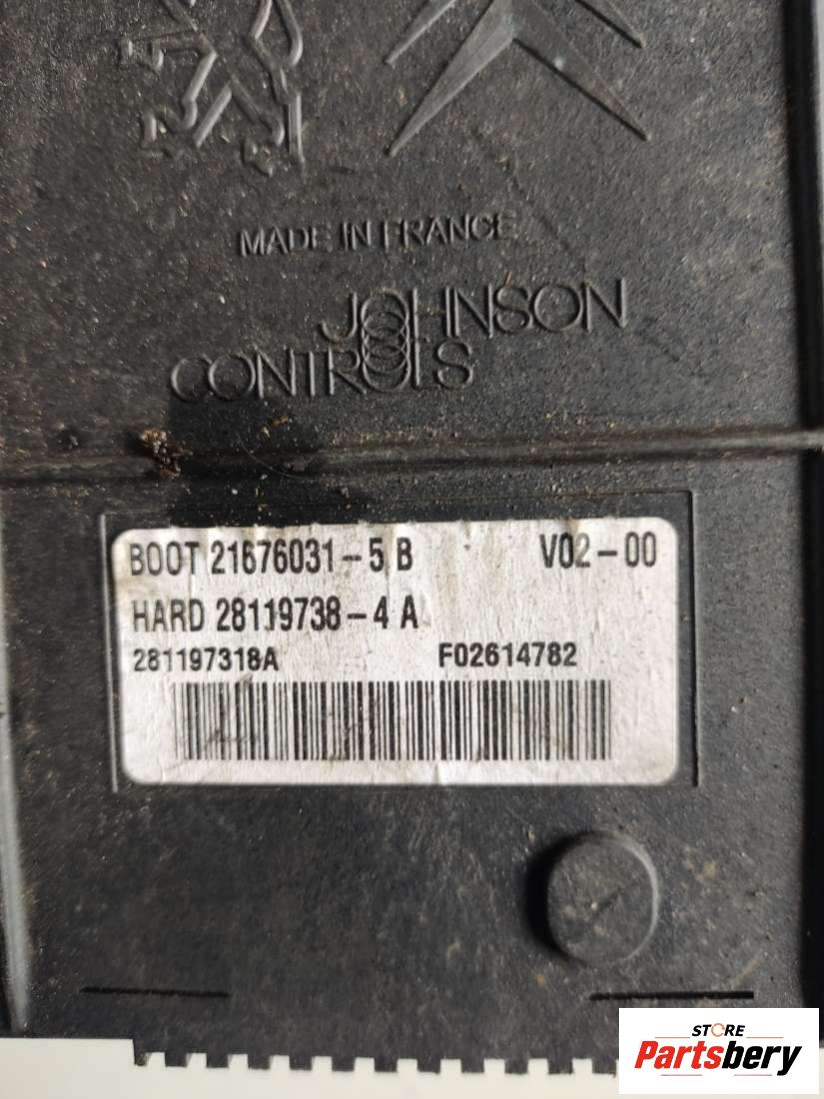 MADE IN FRANCE
JOHNSON
CONTROLS
BOOT 21676031-5 B V02-00
HARD 28119738-4 A
281197318A F02614782
STORE
Partsbery